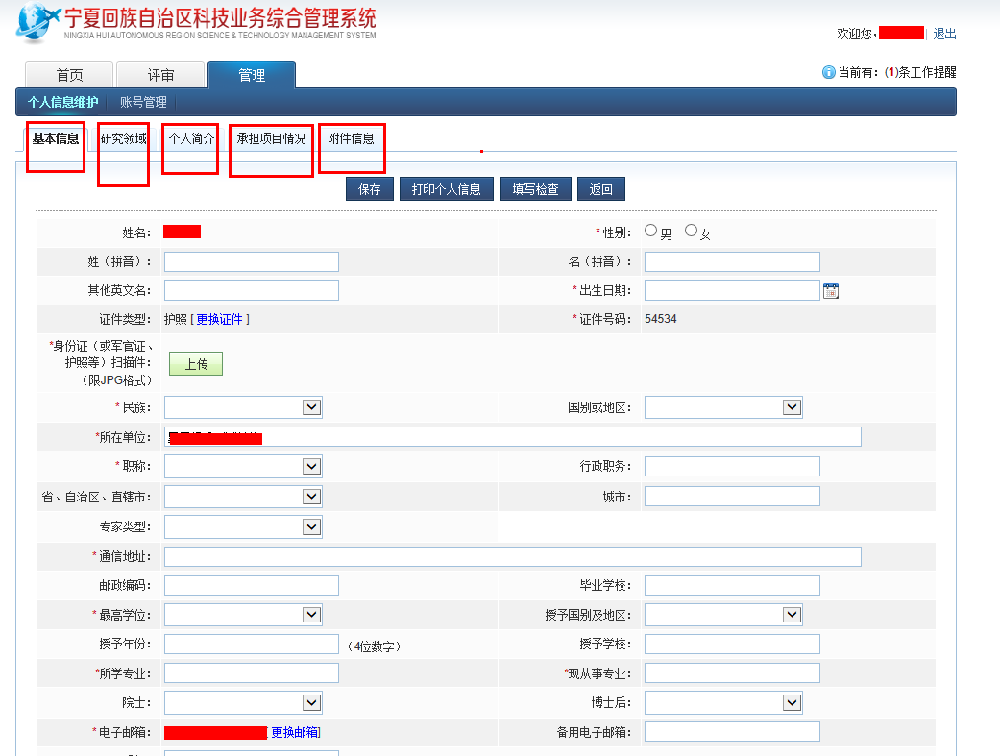 宁夏回族自治区科技业务综合管理系统
NINGXIA HUI AUTONOMOUS REGION SCIENCE & TECHNOLOGY MANAGEMENT SYSTEM
欢迎您, | 退出
首页 评审 管理
当前有：(1)条工作提醒
个人信息维护 账号管理
基本信息 研究领域 个人简介 承担项目情况 附件信息
保存 打印个人信息 填写检查 返回
姓名： *性别： 男 女
姓（拼音）： 名（拼音）：
其他英文名： *出生日期：
证件类型： 护照 [ 更换证件 ] *证件号码： 54534
*身份证（或军官证、
护照等）扫描件：
（限JPG格式）
上传
*民族： 国别或地区：
*所在单位：
*职称： 行政职务：
省、自治区、直辖市： 城市：
专家类型：
*通信地址：
邮政编码： 毕业学校：
*最高学位： 授予国别及地区：
授予年份： （4位数字） 授予学校：
*所学专业： *现从事专业：
院士： 博士后：
*电子邮箱： 更换邮箱] 备用电子邮箱：